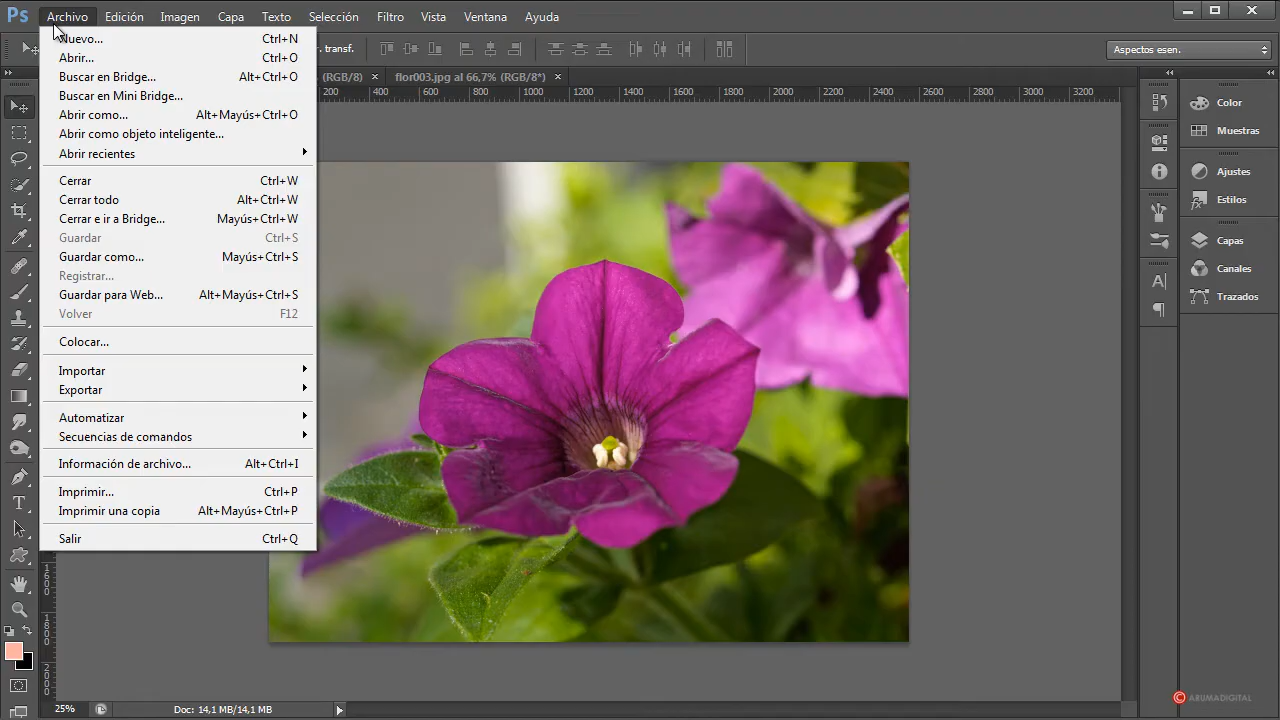 Ps Archivo Edición Imagen Capa Texto Selección Filtro Vista Ventana Ayuda
transf. Aspectos esen.
(RGB/8) × flor003.jpg al 66,7% (RGB/8*) ×
200 400 600 800 1000 1200 1400 1600 1800 2000 2200 2400 2600 2800 3000 3200
Nuevo... Ctrl+N
Abrir... Ctrl+O
Buscar en Bridge... Alt+Ctrl+O
Buscar en Mini Bridge...
Abrir como... Alt+Mayús+Ctrl+O
Abrir como objeto inteligente...
Abrir recientes
Cerrar Ctrl+W
Cerrar todo Alt+Ctrl+W
Cerrar e ir a Bridge... Mayús+Ctrl+W
Guardar Ctrl+S
Guardar como... Mayús+Ctrl+S
Registrar...
Guardar para Web... Alt+Mayús+Ctrl+S
Volver F12
Colocar...
Importar
Exportar
Automatizar
Secuencias de comandos
Información de archivo... Alt+Mayús+Ctrl+I
Imprimir... Ctrl+P
Imprimir una copia Alt+Mayús+Ctrl+P
Salir Ctrl+Q
Color
Muestras
Ajustes
Estilos
Capas
Canales
Trazados
1600
1800
2000
© ARUMADIGITAL
25% Doc: 14,1 MB/14,1 MB